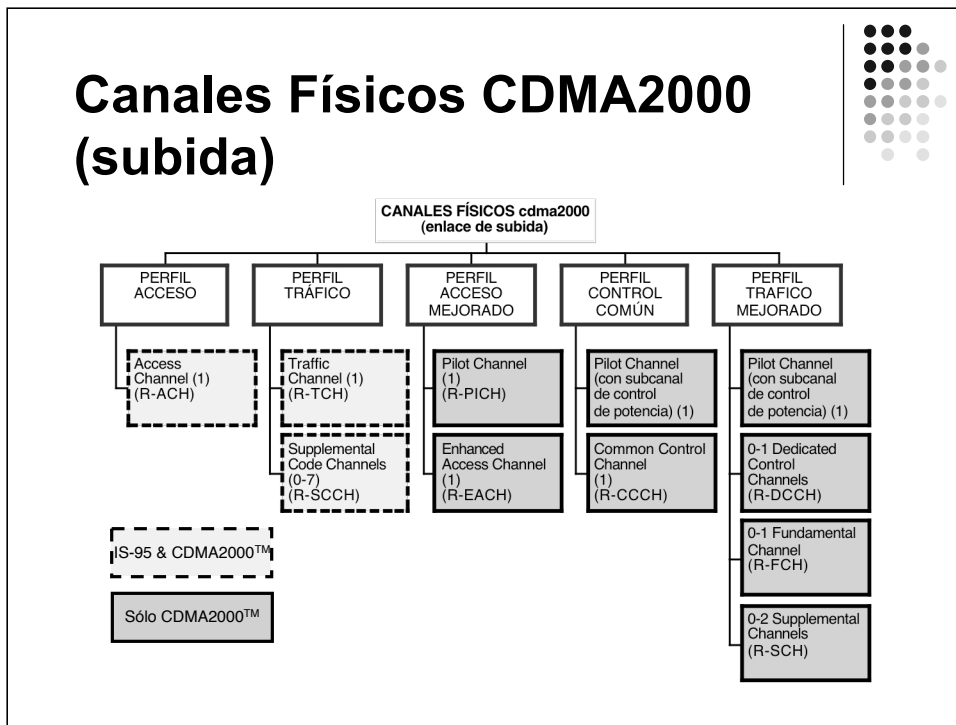 Canales Físicos CDMA2000
(subida)
CANALES FÍSICOS cdma2000
(enlace de subida)
PERFIL
ACCESO
PERFIL
TRÁFICO
PERFIL
ACCESO
MEJORADO
PERFIL
CONTROL
COMÚN
PERFIL
TRAFICO
MEJORADO
Access
Channel (1)
(R-ACH)
Traffic
Channel (1)
(R-TCH)
Supplemental
Code Channels
(0-7)
(R-SCCH)
Pilot Channel
(1)
(R-PICH)
Enhanced
Access Channel
(1)
(R-EACH)
Pilot Channel
(con subcanal
de control
de potencia) (1)
Common Control
Channel
(1)
(R-CCCH)
Pilot Channel
(con subcanal
de control
de potencia) (1)
0-1 Dedicated
Control
Channels
(R-DCCH)
0-1 Fundamental
Channel
(R-FCH)
0-2 Supplemental
Channels
(R-SCH)
IS-95 & CDMA2000™
Sólo CDMA2000™